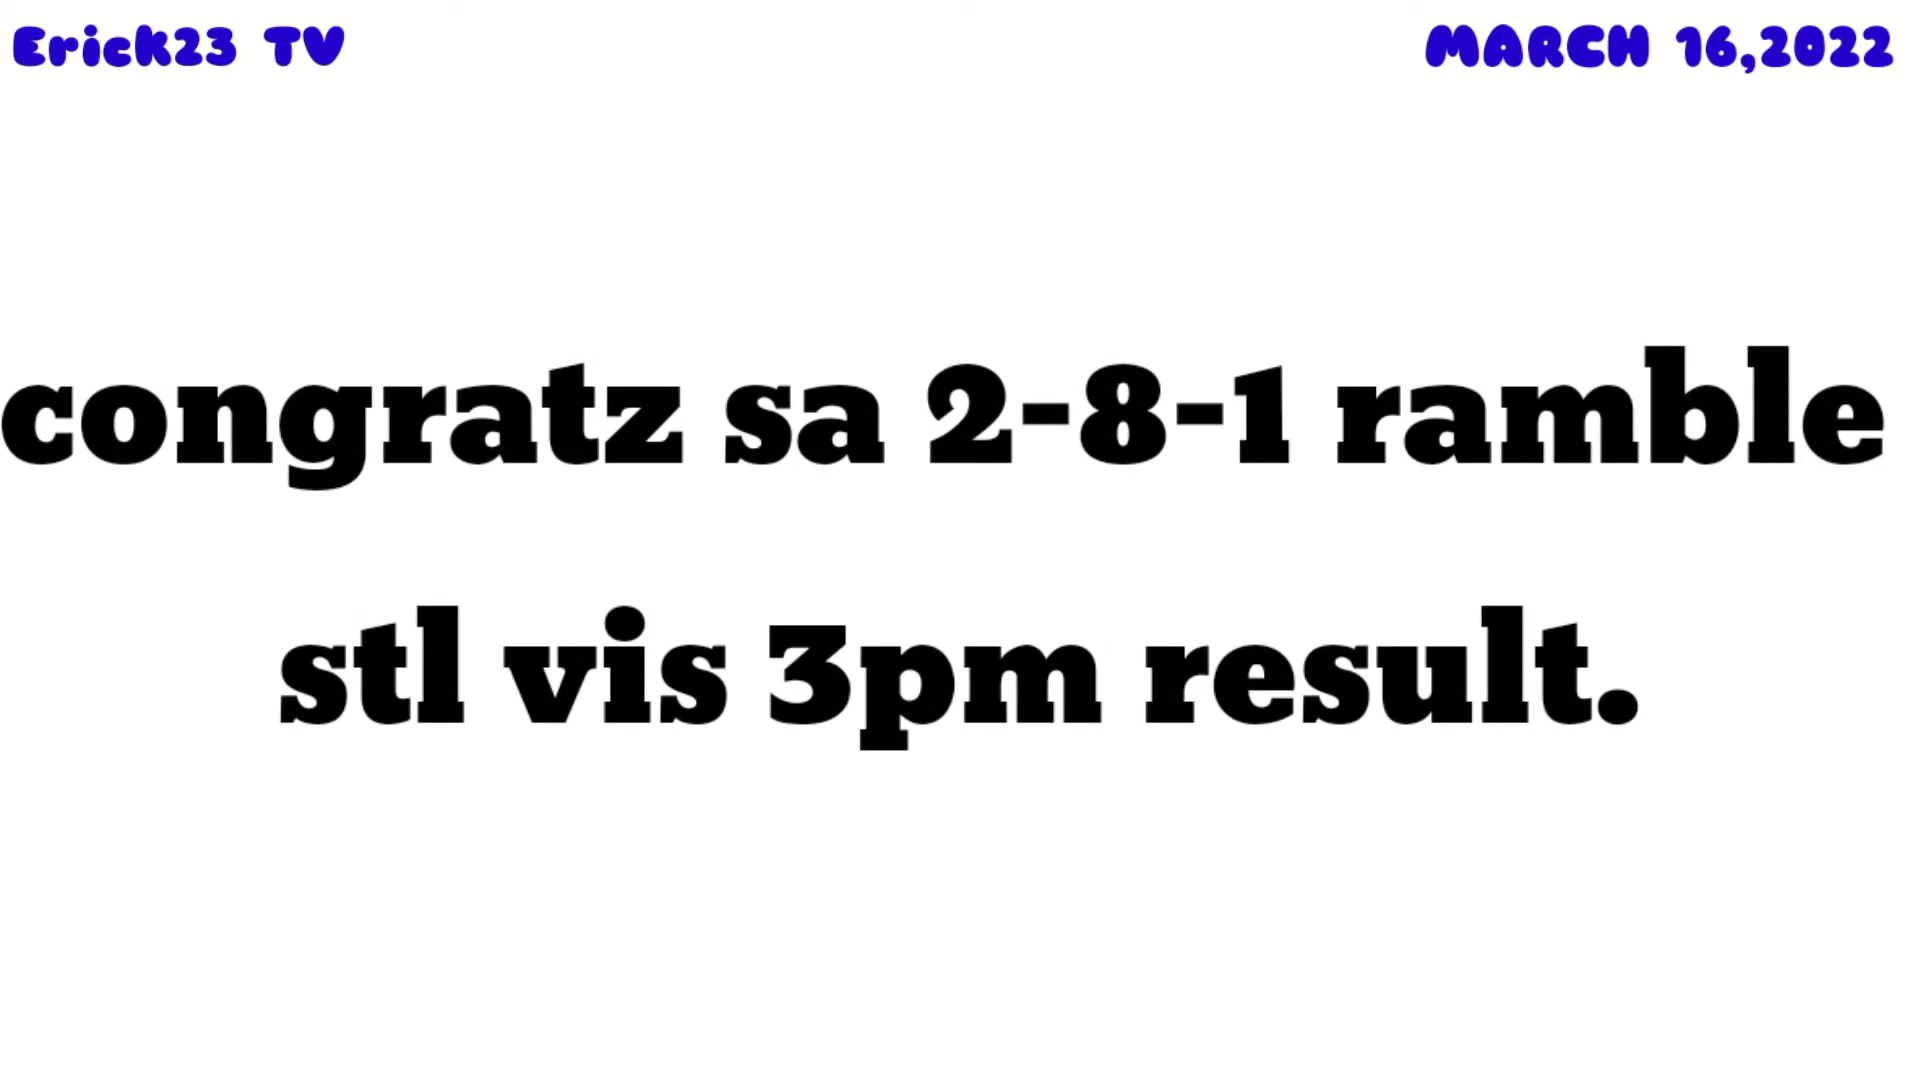 Erick23 TV
MARCH 16,2022
congratz sa 2-8-1 ramble
stl vis 3pm result.